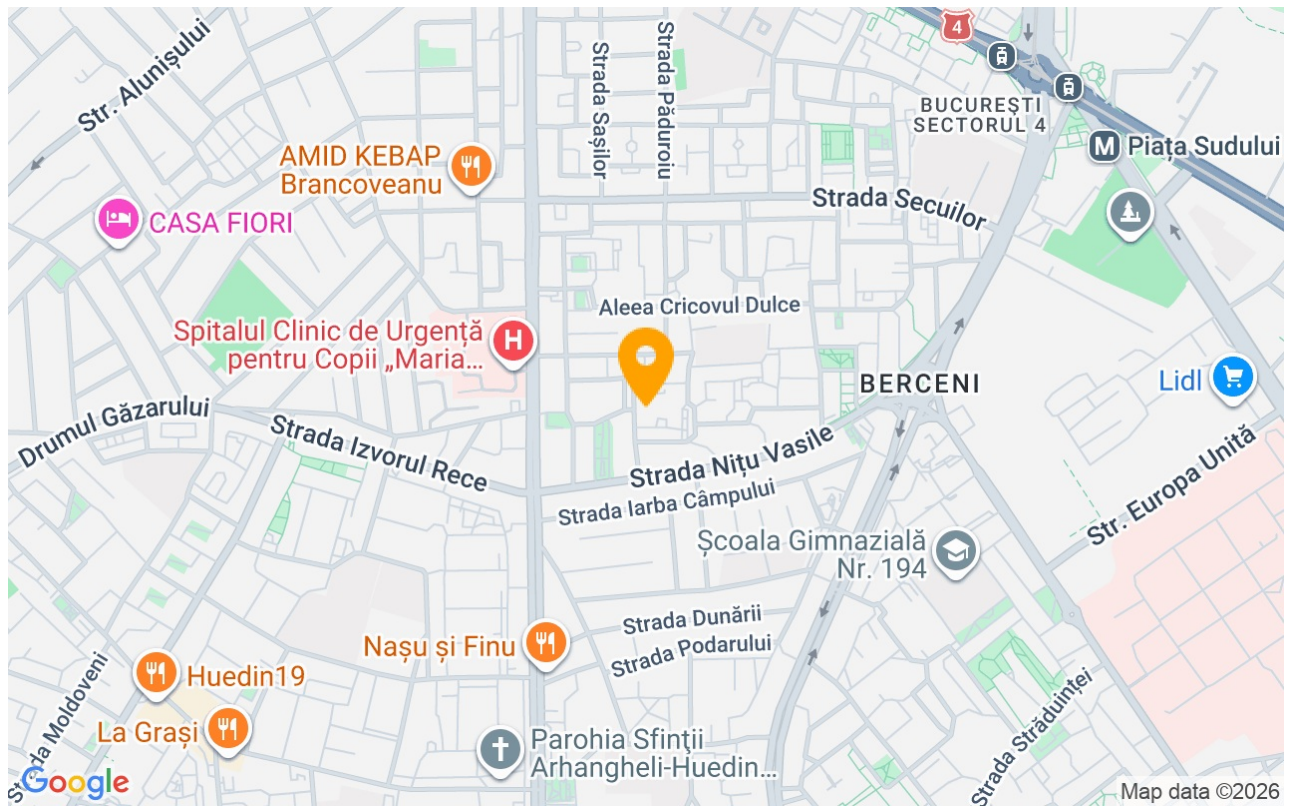 4
Str. Alunișului
Strada Sașilor
Strada Păduroiu
BUCUREȘTI
SECTORUL 4
M Piața Sudului
AMID KEBAP
Brancoveanu
Strada Secuilor
CASA FIORI
Aleea Cricovul Dulce
Spitalul Clinic de Urgență
pentru Copii „Maria...
H
BERCENI
Lidl
Drumul Găzarului
Strada Izvorul Rece
Strada Nițu Vasile
Strada Iarba Câmpului
Str. Europa Unită
Școala Gimnazială
Nr. 194
Strada Dunării
Strada Podarului
Nașu și Finu
Huedin19
La Grași
Strada Moldoveni
Strada Străduinței
Parohia Sfinţii
Arhangheli-Huedin...
Google
Map data ©2026